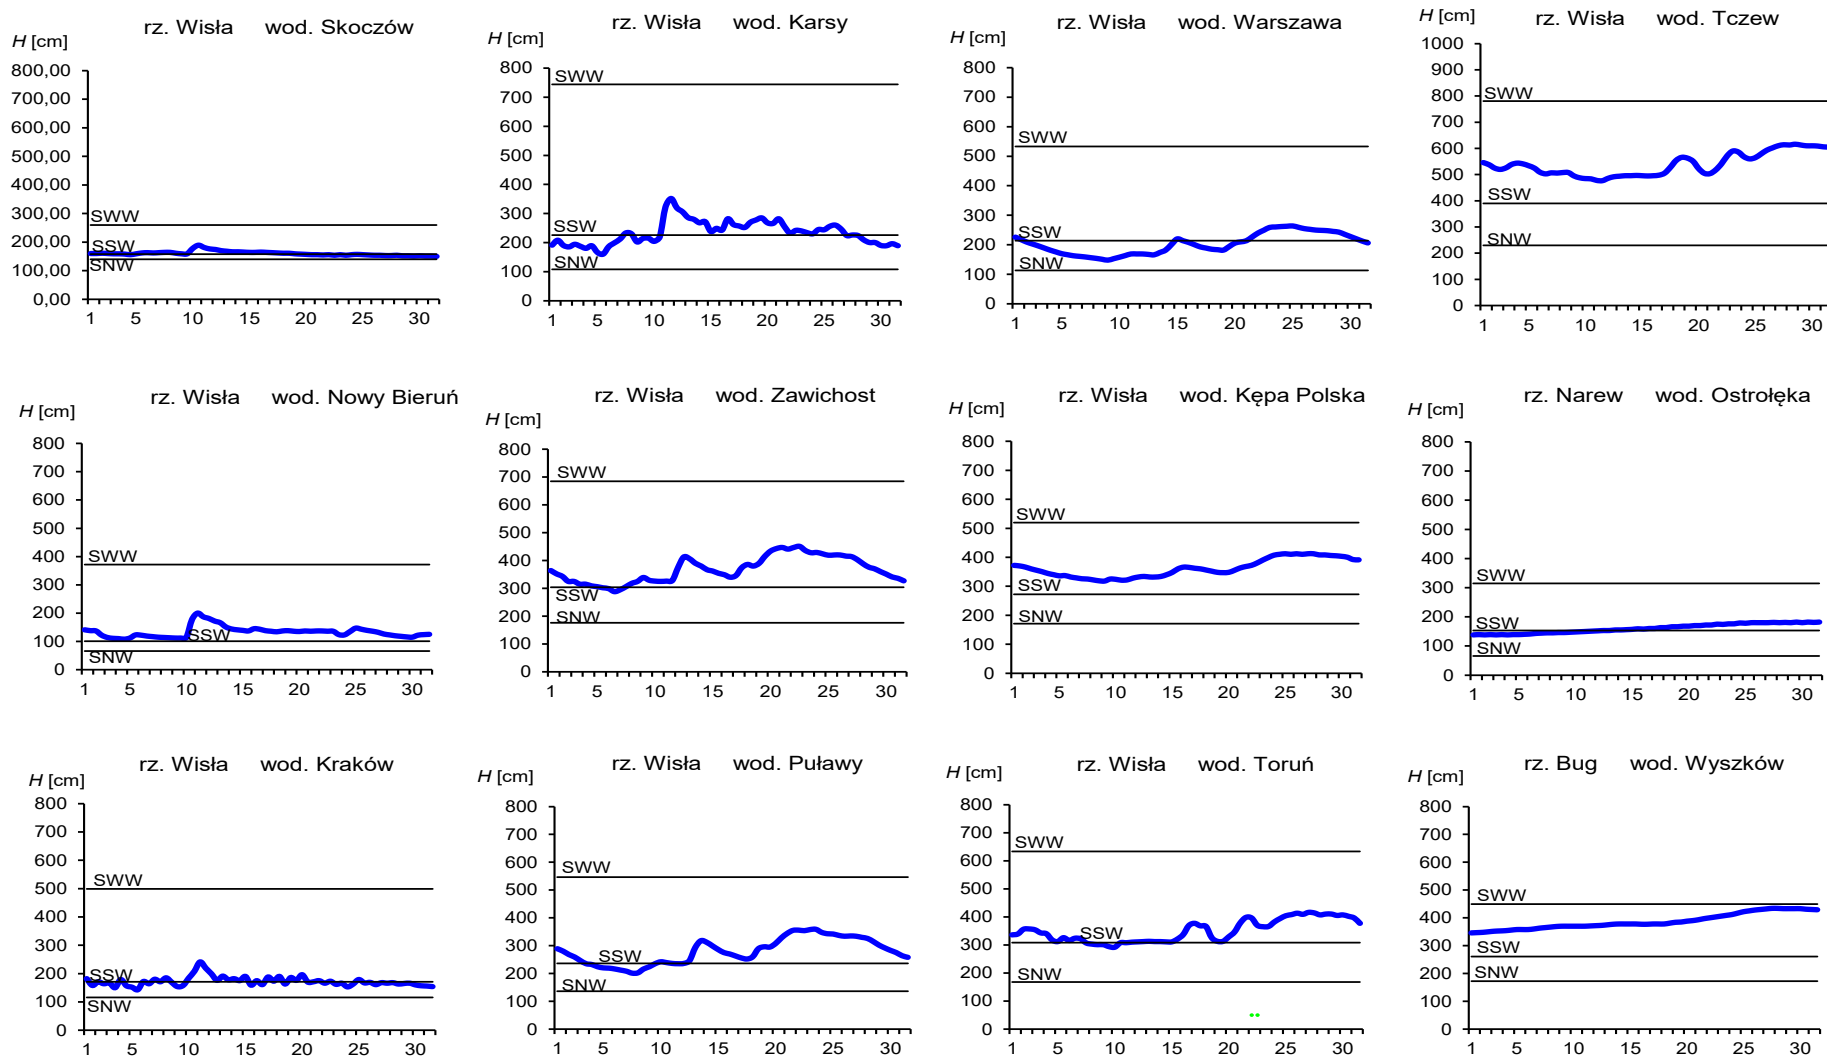 rz. Wisła wod. Skoczów
H [cm]
800,00
700,00
600,00
500,00
400,00
300,00
200,00
100,00
0,00
SWW
SSW
SNW
1 5 10 15 20 25 30
rz. Wisła wod. Karsy
H [cm]
800
700
600
500
400
300
200
100
0
SWW
SSW
SNW
1 5 10 15 20 25 30
rz. Wisła wod. Warszawa
H [cm]
800
700
600
500
400
300
200
100
0
SWW
SSW
SNW
1 5 10 15 20 25 30
rz. Wisła wod. Tczew
H [cm]
1000
900
800
700
600
500
400
300
200
100
0
SWW
SSW
SNW
1 5 10 15 20 25 30
rz. Wisła wod. Nowy Bieruń
H [cm]
800
700
600
500
400
300
200
100
0
SWW
SSW
SNW
1 5 10 15 20 25 30
rz. Wisła wod. Zawichost
H [cm]
800
700
600
500
400
300
200
100
0
SWW
SSW
SNW
1 5 10 15 20 25 30
rz. Wisła wod. Kępa Polska
H [cm]
800
700
600
500
400
300
200
100
0
SWW
SSW
SNW
1 5 10 15 20 25 30
rz. Narew wod. Ostrołęka
H [cm]
800
700
600
500
400
300
200
100
0
SWW
SSW
SNW
1 5 10 15 20 25 30
rz. Wisła wod. Kraków
H [cm]
800
700
600
500
400
300
200
100
0
SWW
SSW
SNW
1 5 10 15 20 25 30
rz. Wisła wod. Puławy
H [cm]
800
700
600
500
400
300
200
100
0
SWW
SSW
SNW
1 5 10 15 20 25 30
rz. Wisła wod. Toruń
H [cm]
800
700
600
500
400
300
200
100
0
SWW
SSW
SNW
1 5 10 15 20 25 30
rz. Bug wod. Wyszków
H [cm]
800
700
600
500
400
300
200
100
0
SWW
SSW
SNW
1 5 10 15 20 25 30